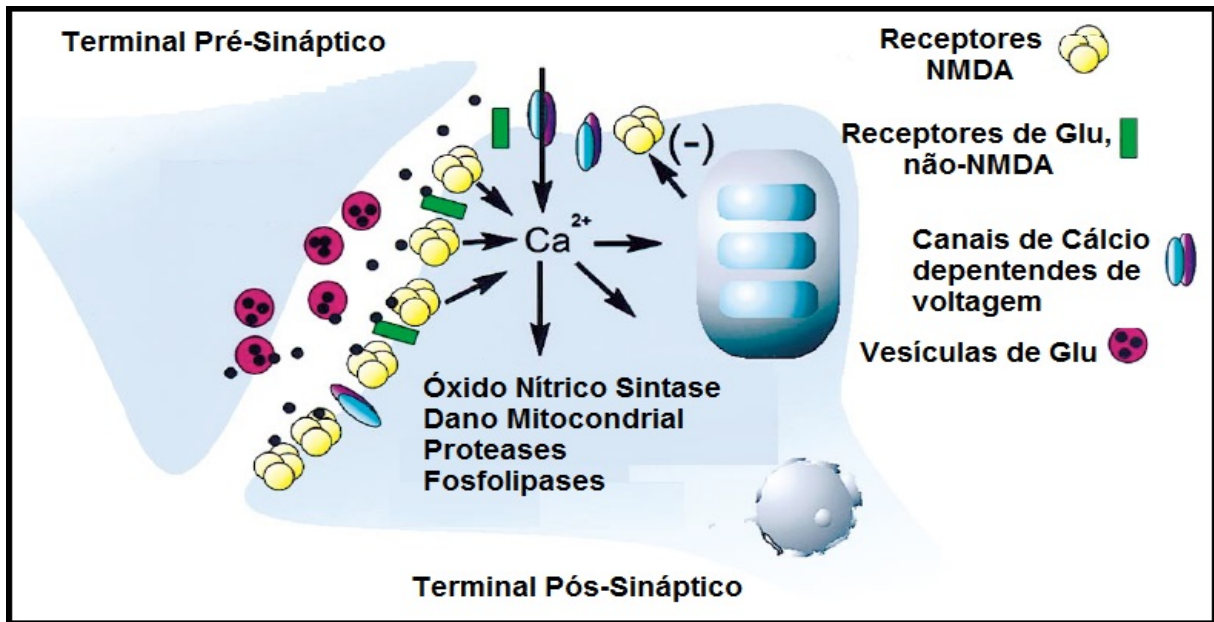 Terminal Pré-Sináptico
Receptores
NMDA
(-)
Receptores de Glu,
não-NMDA
Ca2+
Canais de Cálcio
depentendes de
voltagem
Vesículas de Glu
Óxido Nítrico Sintase
Dano Mitocondrial
Proteases
Fosfolipases
Terminal Pós-Sináptico